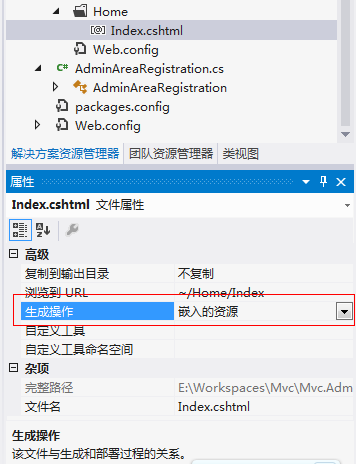 Home
Index.cshtml
Web.config
AdminAreaRegistration.cs
AdminAreaRegistration
packages.config
Web.config
解决方案资源管理器 团队资源管理器 类视图
属性
Index.cshtml 文件属性
高级
复制到输出目录 不复制
浏览到 URL ~/Home/Index
生成操作 嵌入的资源
自定义工具
自定义工具命名空间
杂项
完整路径 E:\Workspaces\Mvc\Mvc.Adm
文件名 Index.cshtml
生成操作
该文件与生成和部署过程的关系。